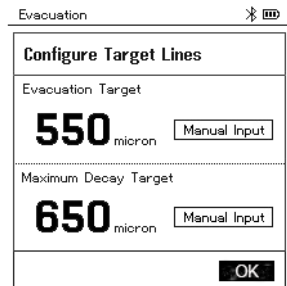 Evacuation
Configure Target Lines
Evacuation Target
550 micron Manual Input
Maximum Decay Target
650 micron Manual Input
OK